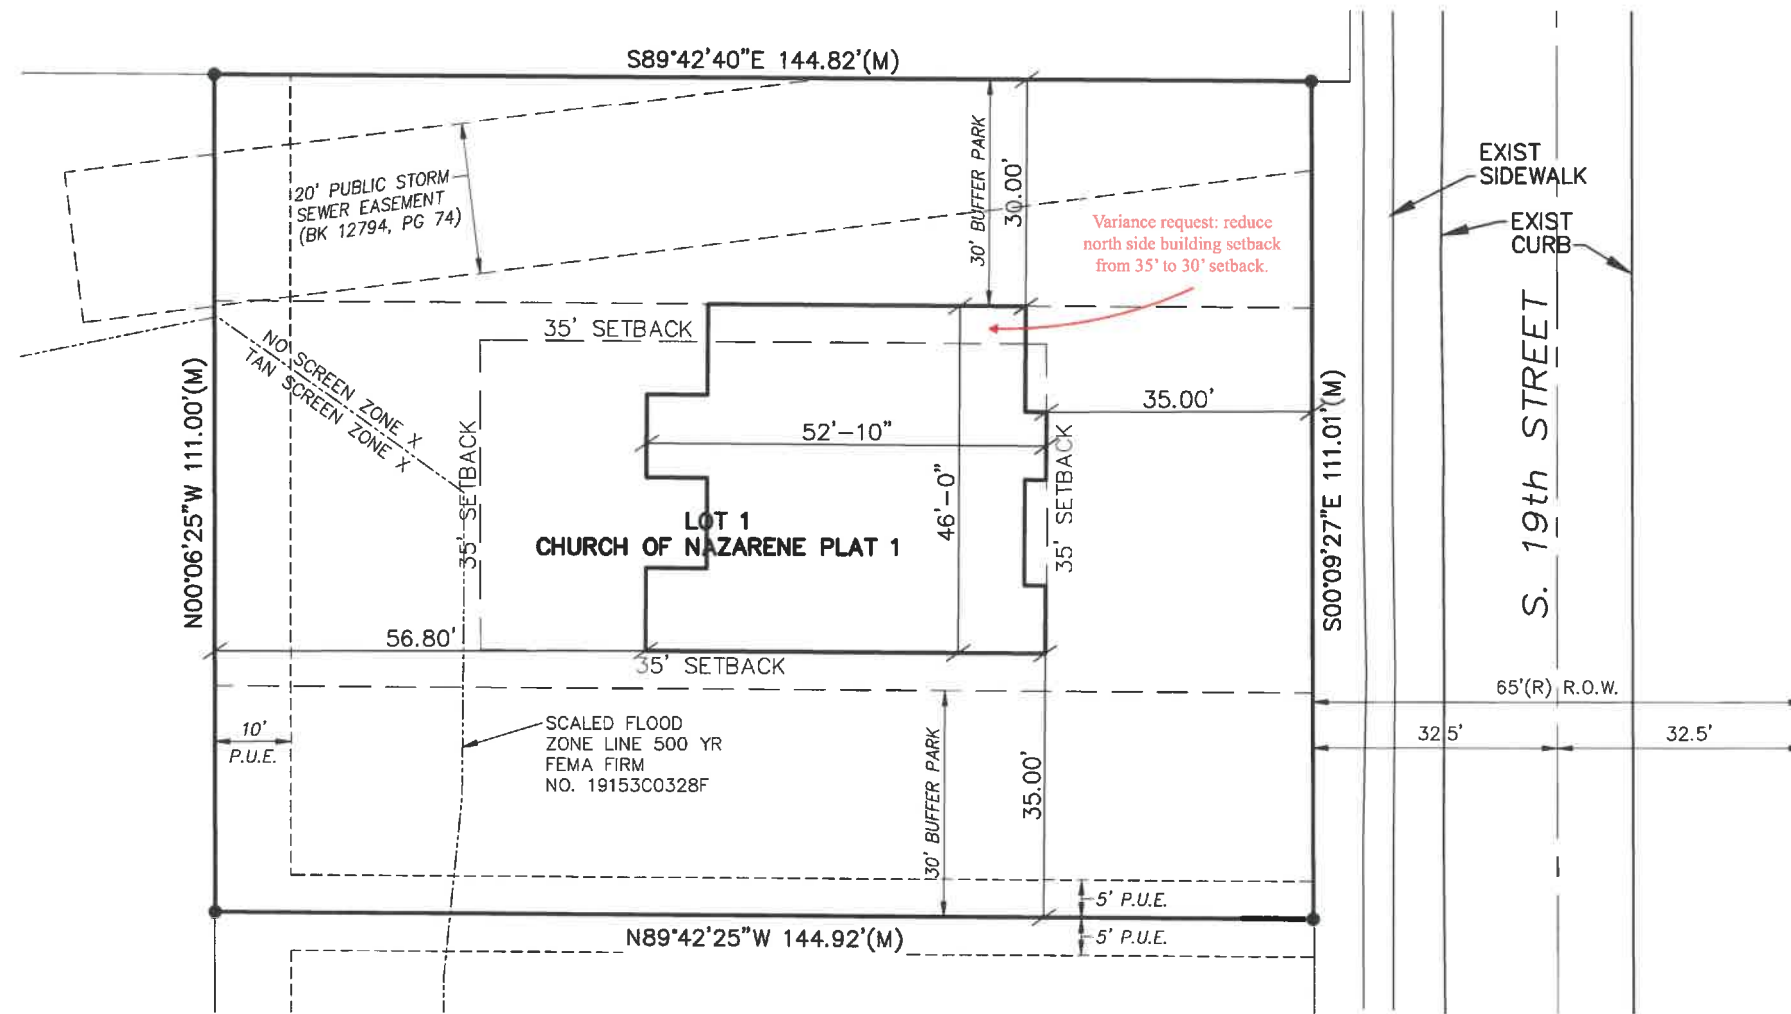 S89°42'40"E 144.82'(M)
20' PUBLIC STORM
SEWER EASEMENT
(BK 12794, PG 74)
30' BUFFER PARK
30.00'
Variance request: reduce
north side building setback
from 35' to 30' setback.
EXIST
SIDEWALK
EXIST
CURB
S. 19th STREET
35' SETBACK
NO SCREEN ZONE X
TAN SCREEN ZONE X
N00°06'25"W 111.00'(M)
35' SETBACK
52'-10"
46'-0"
35.00'
35' SETBACK
S00°09'27"E 111.01'(M)
LOT 1
CHURCH OF NAZARENE PLAT 1
56.80'
35' SETBACK
65'(R) R.O.W.
32.5'
32.5'
10'
P.U.E.
SCALED FLOOD
ZONE LINE 500 YR
FEMA FIRM
NO. 19153C0328F
30' BUFFER PARK
35.00'
5' P.U.E.
5' P.U.E.
N89°42'25"W 144.92'(M)